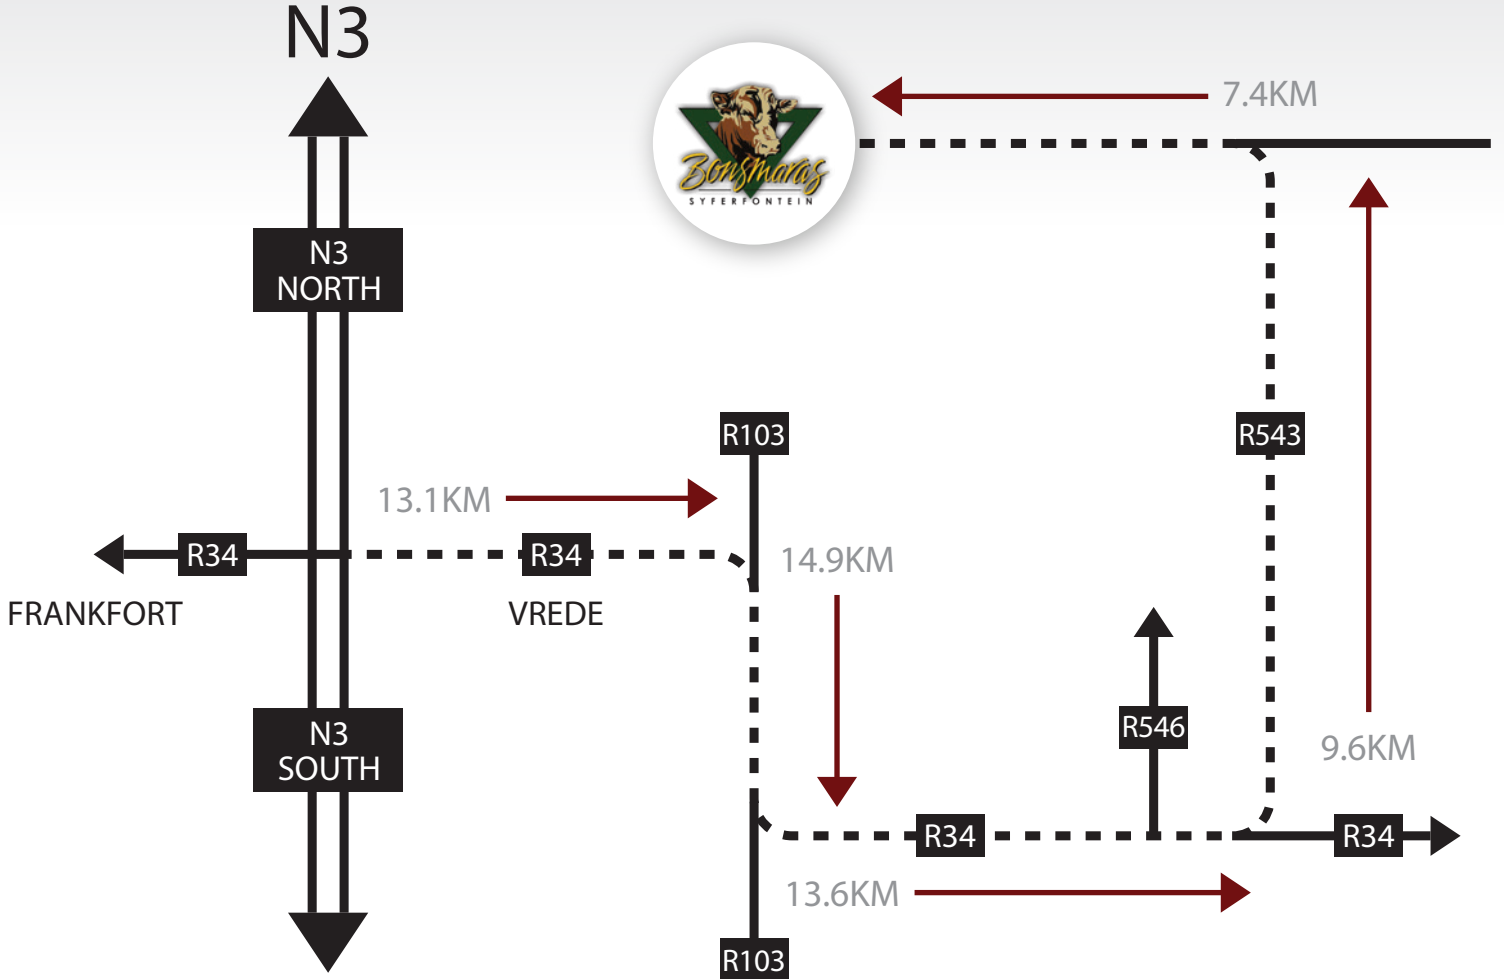 N3
7.4KM
Bonsmaras
SYFERFONTEIN
N3
NORTH
R103
R543
13.1KM
R34
R34
14.9KM
FRANKFORT
VREDE
R546
N3
SOUTH
9.6KM
R34
R34
13.6KM
R103